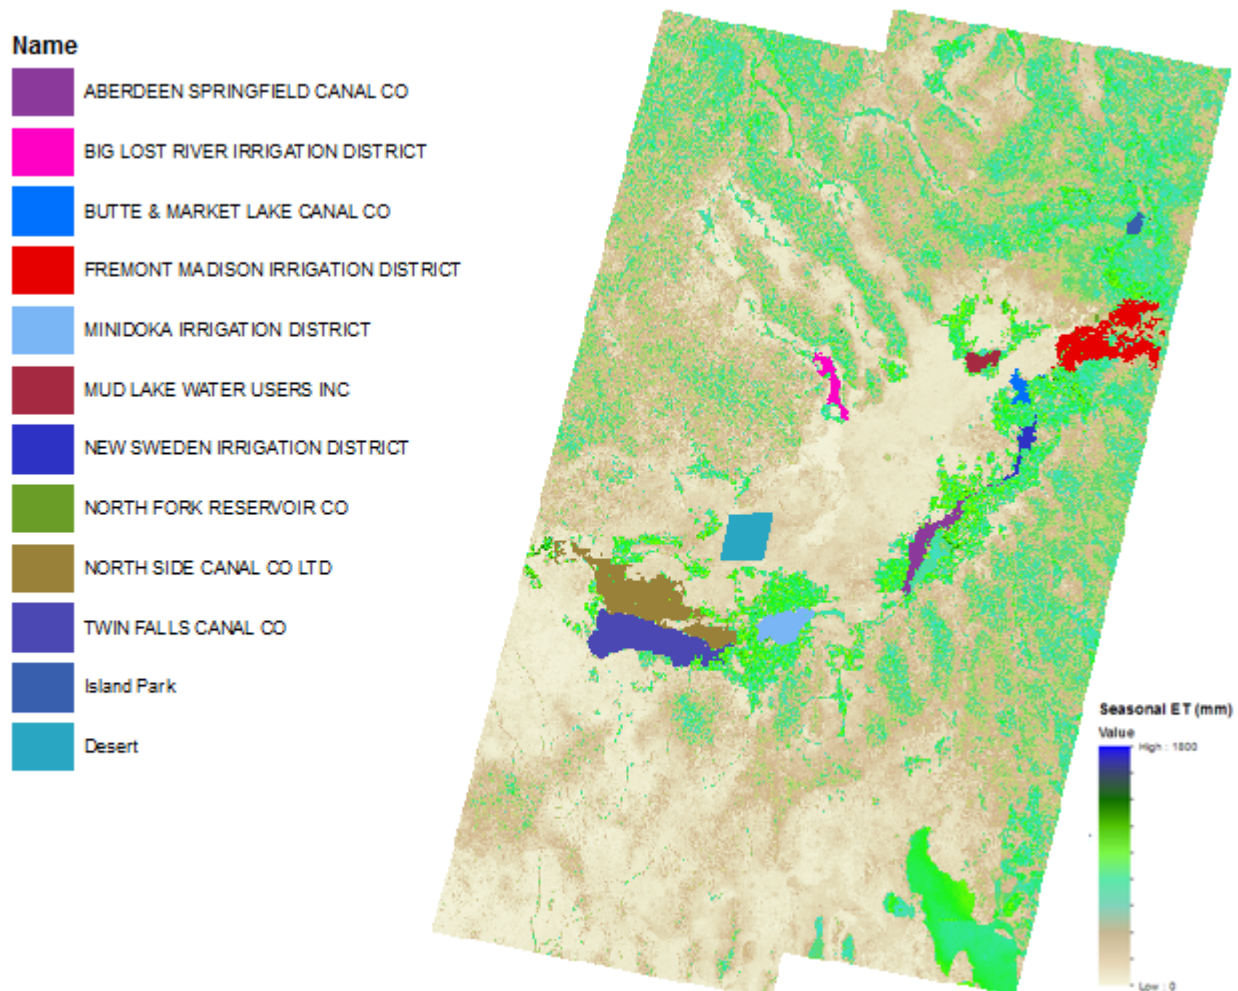 Name
ABERDEEN SPRINGFIELD CANAL CO
BIG LOST RIVER IRRIGATION DISTRICT
BUTTE & MARKET LAKE CANAL CO
FREMONT MADISON IRRIGATION DISTRICT
MINIDOKA IRRIGATION DISTRICT
MUD LAKE WATER USERS INC
NEW SWEDEN IRRIGATION DISTRICT
NORTH FORK RESERVOIR CO
NORTH SIDE CANAL CO LTD
TWIN FALLS CANAL CO
Island Park
Desert
Seasonal ET (mm)
Value
High : 1800
Low : 0